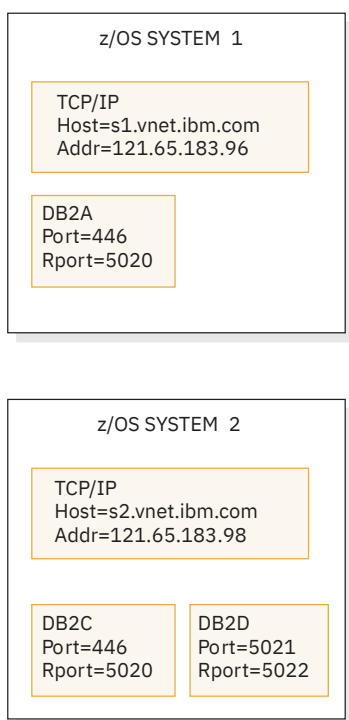 z/OS SYSTEM 1
TCP/IP
Host=s1.vnet.ibm.com
Addr=121.65.183.96
DB2A
Port=446
Rport=5020
z/OS SYSTEM 2
TCP/IP
Host=s2.vnet.ibm.com
Addr=121.65.183.98
DB2C
Port=446
Rport=5020
DB2D
Port=5021
Rport=5022